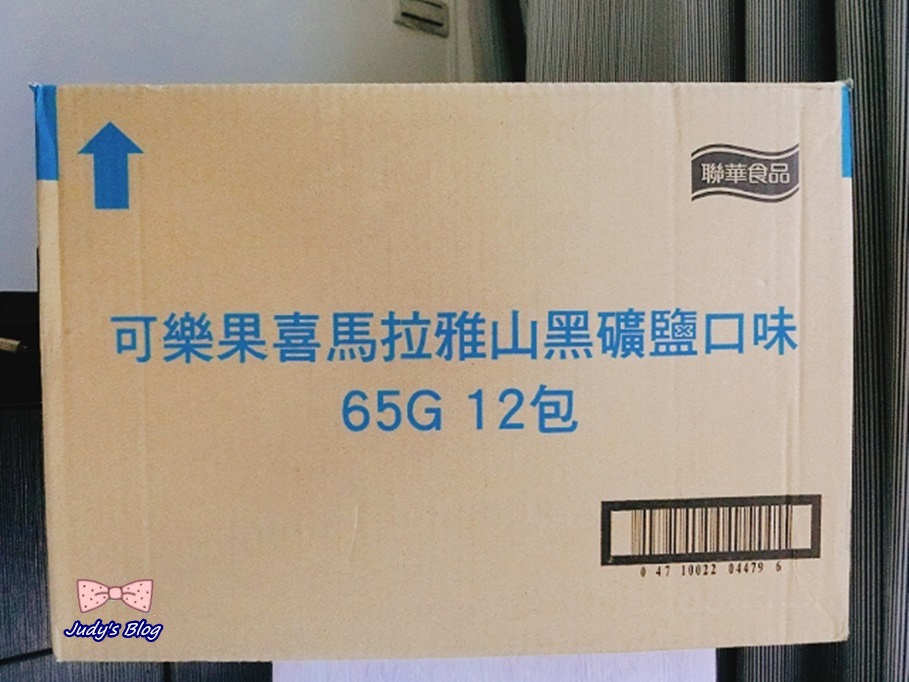 聯華食品
可樂果喜馬拉雅山黑礦鹽口味
65G 12包
0 47 10022 04479 6
Judy's Blog